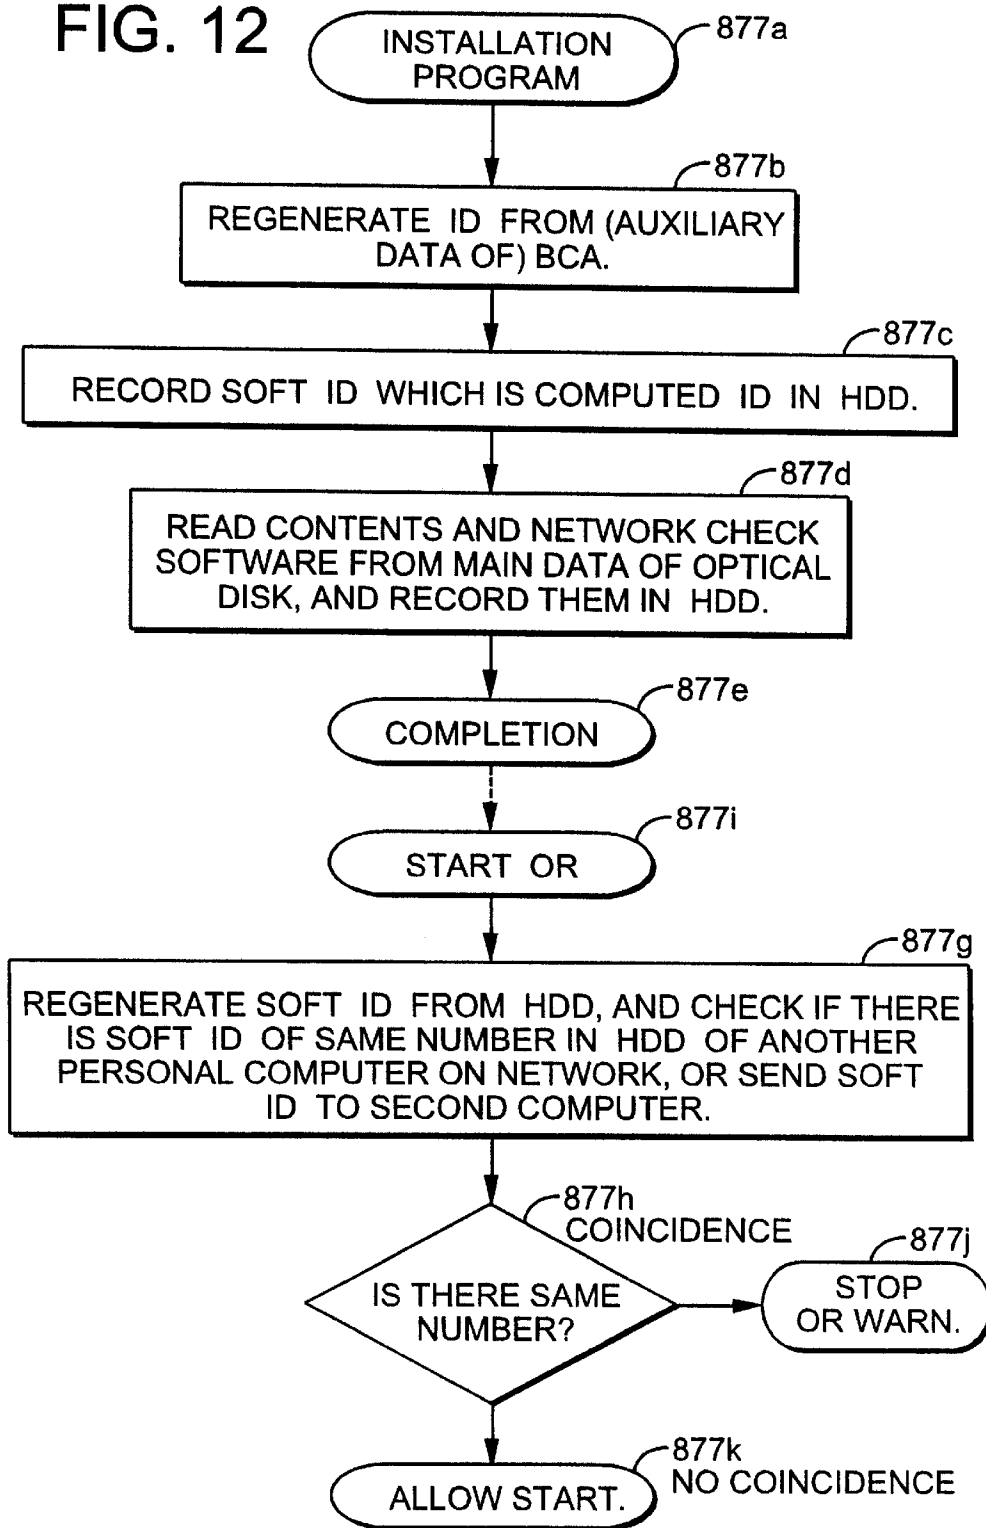 FIG. 12
877a
INSTALLATION
PROGRAM
877b
REGENERATE ID FROM (AUXILIARY
DATA OF) BCA.
877c
RECORD SOFT ID WHICH IS COMPUTED ID IN HDD.
877d
READ CONTENTS AND NETWORK CHECK
SOFTWARE FROM MAIN DATA OF OPTICAL
DISK, AND RECORD THEM IN HDD.
877e
COMPLETION
877i
START OR
877g
REGENERATE SOFT ID FROM HDD, AND CHECK IF THERE
IS SOFT ID OF SAME NUMBER IN HDD OF ANOTHER
PERSONAL COMPUTER ON NETWORK, OR SEND SOFT
ID TO SECOND COMPUTER.
877h
COINCIDENCE
IS THERE SAME
NUMBER?
877j
STOP
OR WARN.
877k
NO COINCIDENCE
ALLOW START.